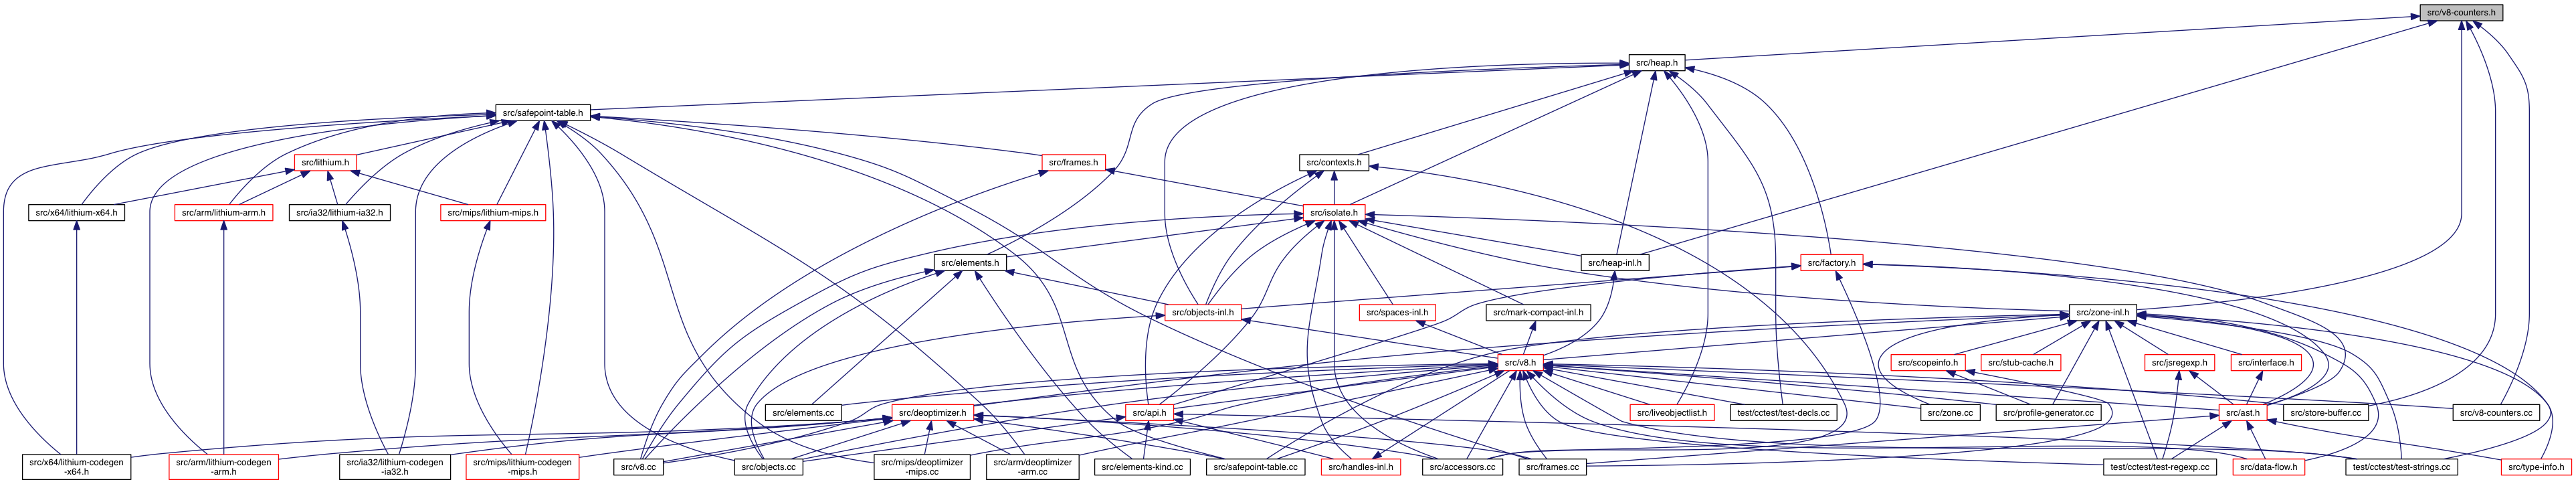 src/v8-counters.h
src/heap.h
src/safepoint-table.h
src/lithium.h
src/frames.h
src/contexts.h
src/x64/lithium-x64.h
src/arm/lithium-arm.h
src/ia32/lithium-ia32.h
src/mips/lithium-mips.h
src/isolate.h
src/elements.h
src/heap-inl.h
src/factory.h
src/objects-inl.h
src/spaces-inl.h
src/mark-compact-inl.h
src/zone-inl.h
src/v8.h
src/scopeinfo.h
src/stub-cache.h
src/jsregexp.h
src/interface.h
src/elements.cc
src/deoptimizer.h
src/api.h
src/liveobjectlist.h
test/cctest/test-decls.cc
src/zone.cc
src/profile-generator.cc
src/ast.h
src/store-buffer.cc
src/v8-counters.cc
src/x64/lithium-codegen
-x64.h
src/arm/lithium-codegen
-arm.h
src/ia32/lithium-codegen
-ia32.h
src/mips/lithium-codegen
-mips.h
src/v8.cc
src/objects.cc
src/mips/deoptimizer
-mips.cc
src/arm/deoptimizer
-arm.cc
src/elements-kind.cc
src/safepoint-table.cc
src/handles-inl.h
src/accessors.cc
src/frames.cc
test/cctest/test-regexp.cc
src/data-flow.h
test/cctest/test-strings.cc
src/type-info.h